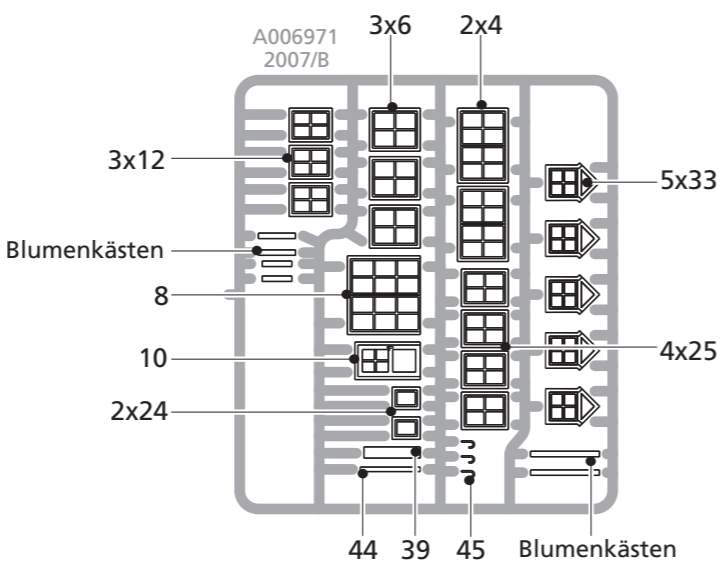 A006971
2007/B
3x6
2x4
3x12
5x33
Blumenkästen
8
10
4x25
2x24
44
39
45
Blumenkästen